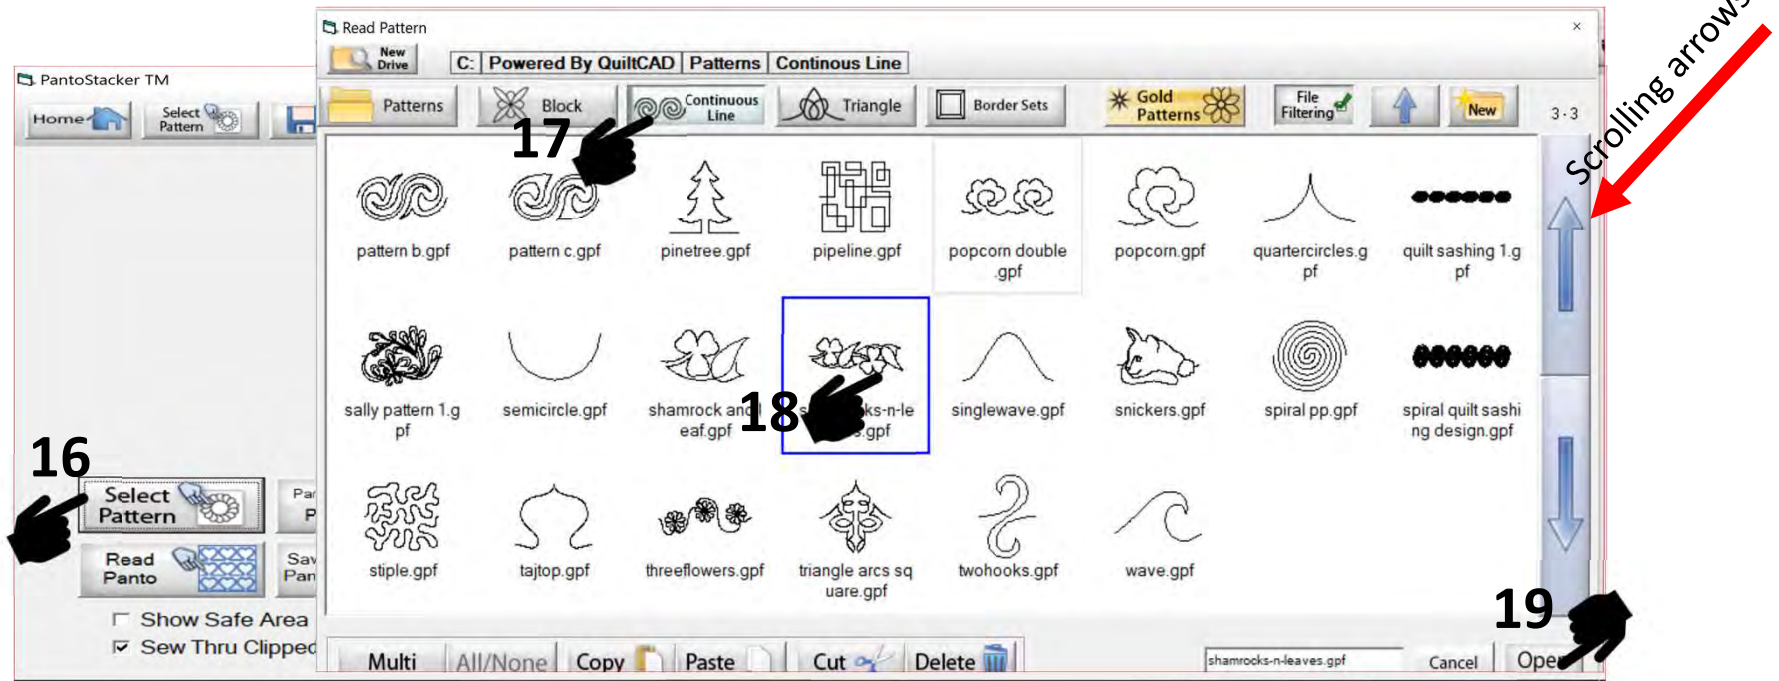 Scrolling arrows
Read Pattern
×
New
Drive
C: Powered By QuiltCAD Patterns Continous Line
PantoStacker TM
Home
Select
Pattern
Patterns
Block
Continuous
Line
Triangle
Border Sets
Gold
Patterns
File
Filtering
New
3 - 3
17
pattern b.gpf
pattern c.gpf
pinetree.gpf
pipeline.gpf
popcorn double
.gpf
popcorn.gpf
quartercircles.g
pf
quilt sashing 1.g
pf
sally pattern 1.g
pf
semicircle.gpf
shamrock and l
eaf.gpf
18
singlewave.gpf
snickers.gpf
spiral pp.gpf
spiral quilt sashi
ng design.gpf
16
Select
Pattern
Read
Panto
Sav
Pan
Show Safe Area
Sew Thru Clipped
stiple.gpf
tajtop.gpf
threeflowers.gpf
triangle arcs sq
uare.gpf
twohooks.gpf
wave.gpf
19
Multi
All/None
Copy
Paste
Cut
Delete
shamrocks-n-leaves.gpf
Cancel
Open